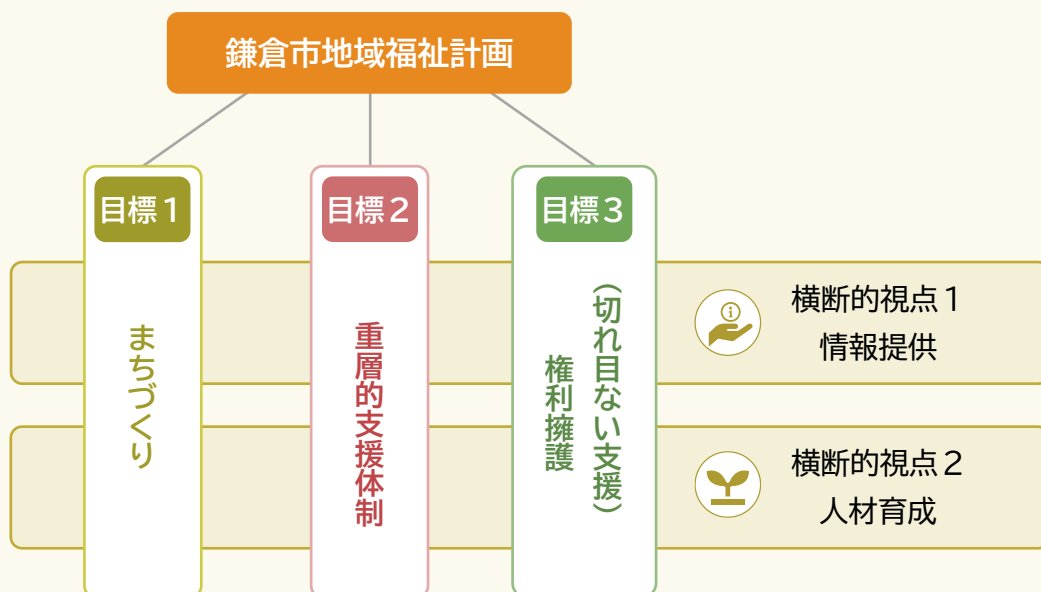 鎌倉市地域福祉計画
目標1
まちづくり
目標2
重層的支援体制
目標3
(切れ目ない支援)
権利擁護
横断的視点1
情報提供
横断的視点2
人材育成